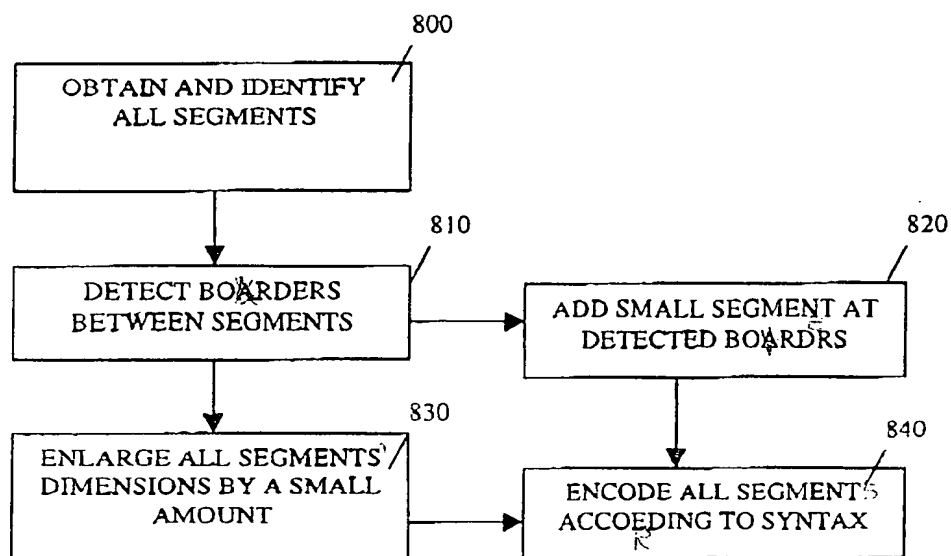 800
OBTAIN AND IDENTIFY
ALL SEGMENTS
810
DETECT BOARDERS
BETWEEN SEGMENTS
820
ADD SMALL SEGMENT AT
DETECTED BOARDRS
E
830
ENLARGE ALL SEGMENTS'
DIMENSIONS BY A SMALL
AMOUNT
840
ENCODE ALL SEGMENTS
ACCOEDING TO SYNTAX
R